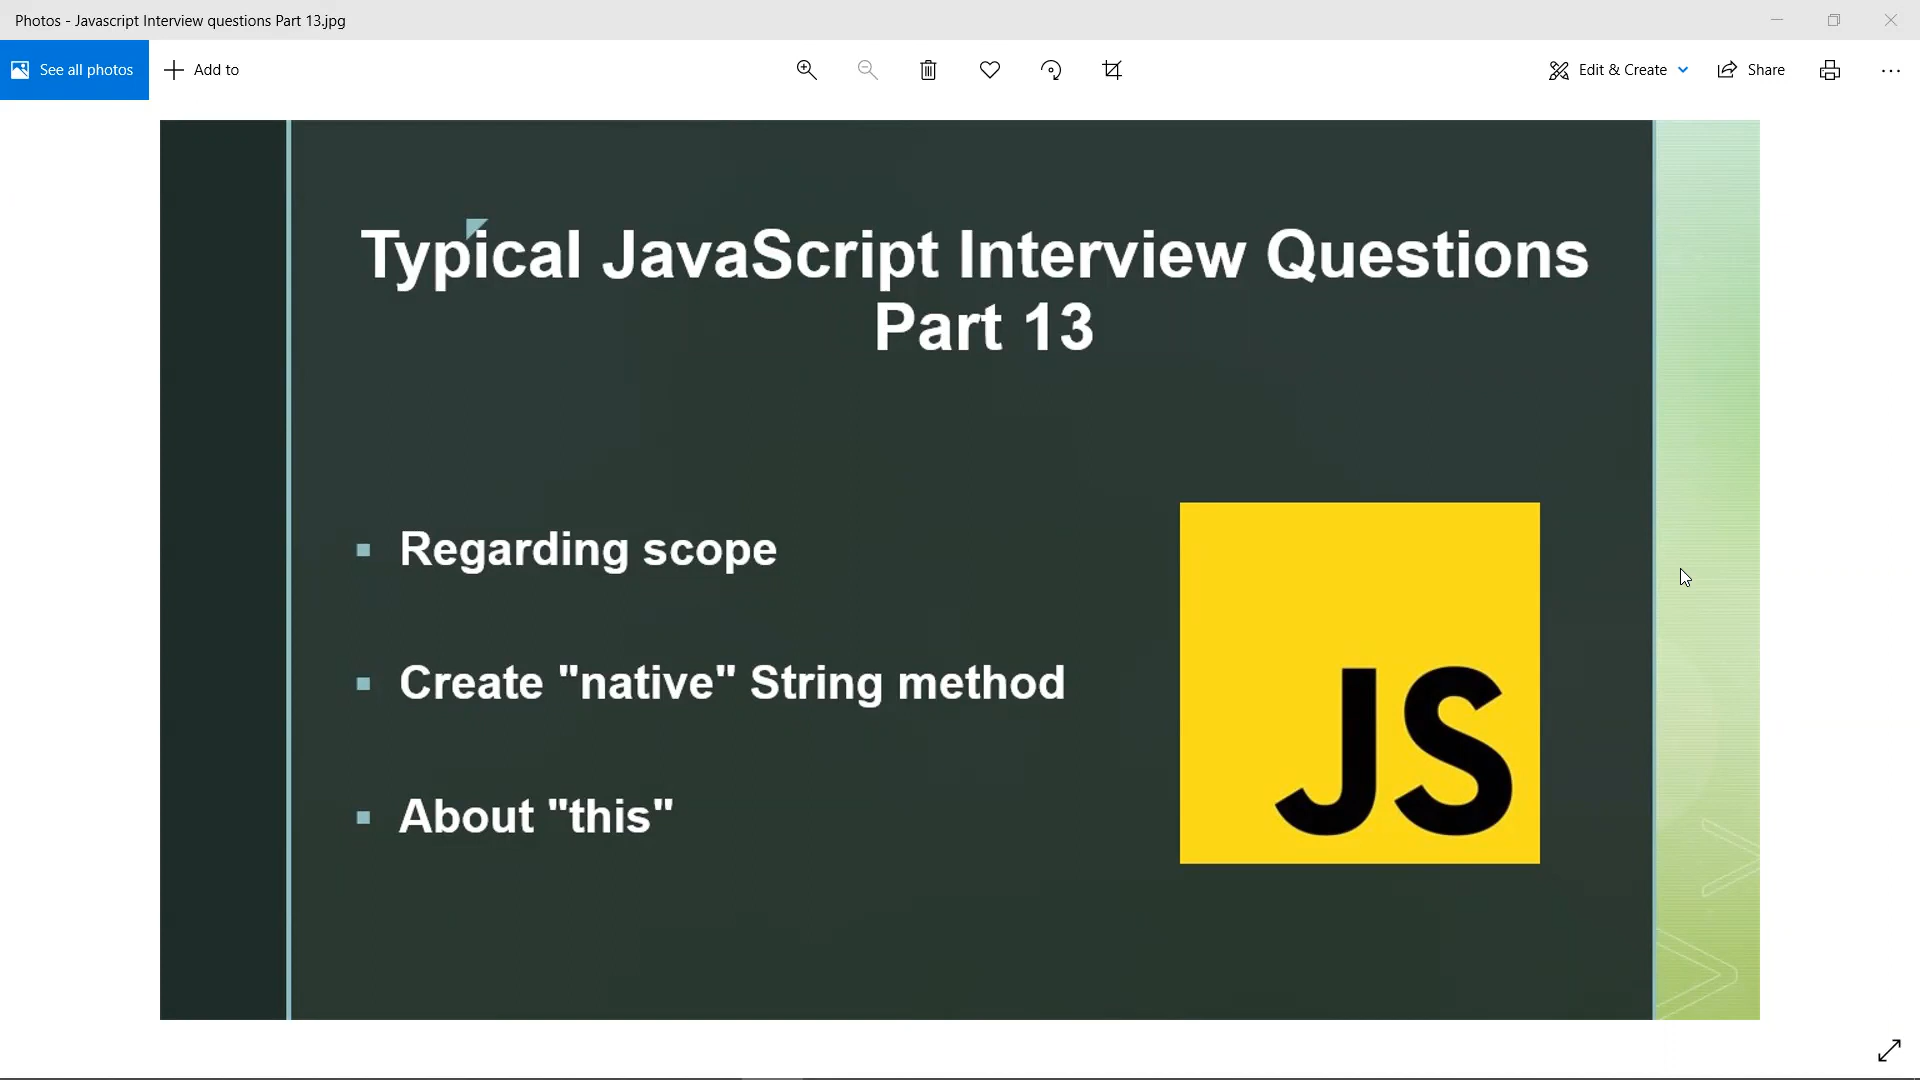 Photos - Javascript Interview questions Part 13.jpg
See all photos
Add to
Edit & Create
Share
Typical JavaScript Interview Questions
Part 13
Regarding scope
Create "native" String method
About "this"
JS